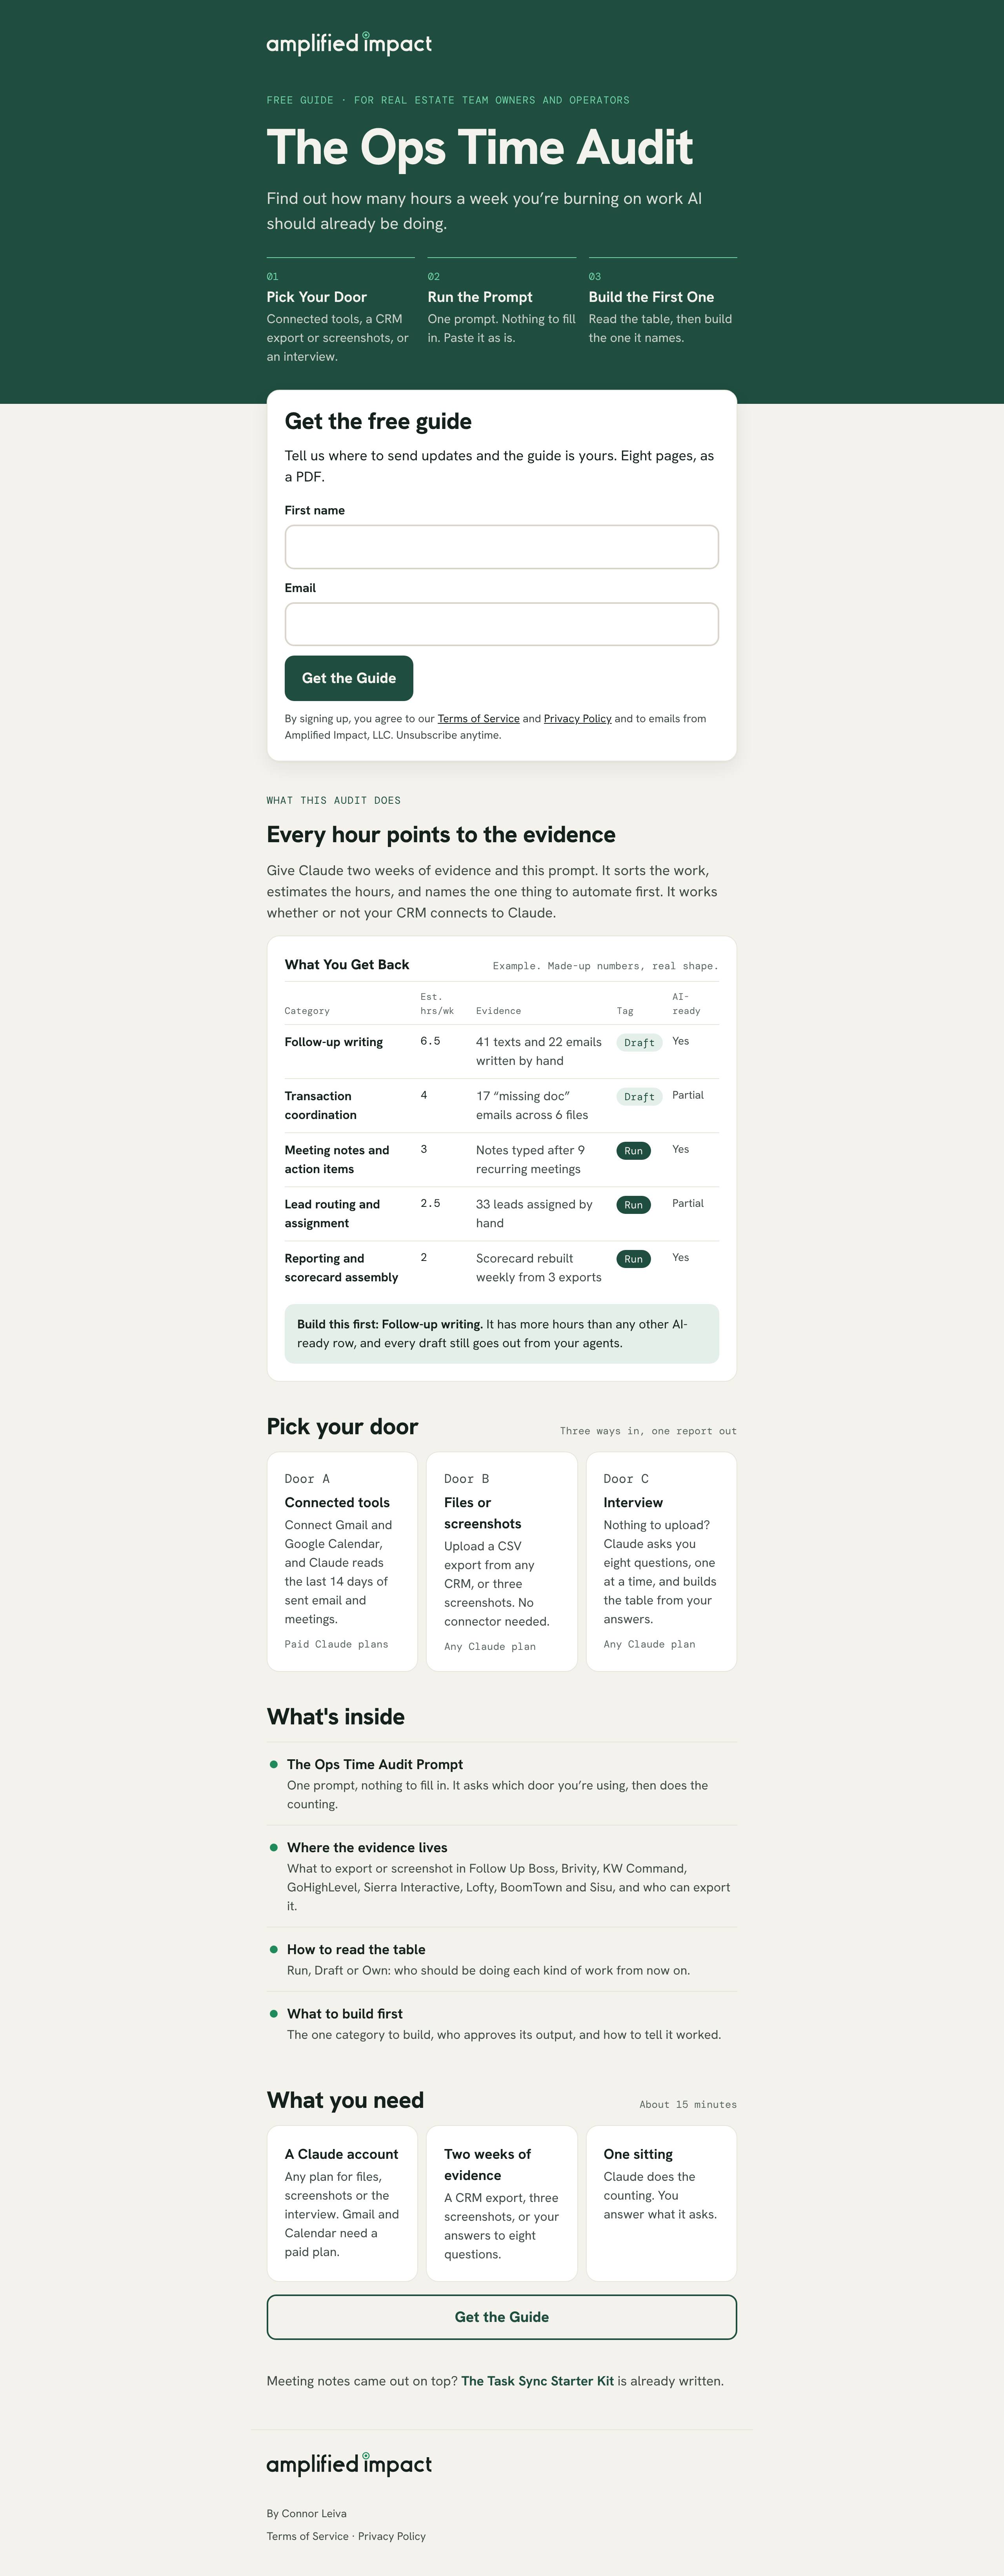 amplified impact
FREE GUIDE · FOR REAL ESTATE TEAM OWNERS AND OPERATORS
The Ops Time Audit
Find out how many hours a week you’re burning on work AI
should already be doing.
01
Pick Your Door
Connected tools, a CRM
export or screenshots, or
an interview.
02
Run the Prompt
One prompt. Nothing to fill
in. Paste it as is.
03
Build the First One
Read the table, then build
the one it names.
Get the free guide
Tell us where to send updates and the guide is yours. Eight pages, as
a PDF.
First name
Email
Get the Guide
By signing up, you agree to our Terms of Service and Privacy Policy and to emails from
Amplified Impact, LLC. Unsubscribe anytime.
WHAT THIS AUDIT DOES
Every hour points to the evidence
Give Claude two weeks of evidence and this prompt. It sorts the work,
estimates the hours, and names the one thing to automate first. It works
whether or not your CRM connects to Claude.
What You Get Back
Example. Made-up numbers, real shape.
Category
Est.
hrs/wk
Evidence
Tag
AI-
ready
Follow-up writing
6.5
41 texts and 22 emails
written by hand
Draft
Yes
Transaction
coordination
4
17 “missing doc”
emails across 6 files
Draft
Partial
Meeting notes and
action items
3
Notes typed after 9
recurring meetings
Run
Yes
Lead routing and
assignment
2.5
33 leads assigned by
hand
Run
Partial
Reporting and
scorecard assembly
2
Scorecard rebuilt
weekly from 3 exports
Run
Yes
Build this first: Follow-up writing. It has more hours than any other AI-
ready row, and every draft still goes out from your agents.
Pick your door
Three ways in, one report out
Door A
Connected tools
Connect Gmail and
Google Calendar,
and Claude reads
the last 14 days of
sent email and
meetings.
Paid Claude plans
Door B
Files or
screenshots
Upload a CSV
export from any
CRM, or three
screenshots. No
connector needed.
Any Claude plan
Door C
Interview
Nothing to upload?
Claude asks you
eight questions, one
at a time, and builds
the table from your
answers.
Any Claude plan
What's inside
The Ops Time Audit Prompt
One prompt, nothing to fill in. It asks which door you’re using, then does the
counting.
Where the evidence lives
What to export or screenshot in Follow Up Boss, Brivity, KW Command,
GoHighLevel, Sierra Interactive, Lofty, BoomTown and Sisu, and who can export
it.
How to read the table
Run, Draft or Own: who should be doing each kind of work from now on.
What to build first
The one category to build, who approves its output, and how to tell it worked.
What you need
About 15 minutes
A Claude account
Any plan for files,
screenshots or the
interview. Gmail and
Calendar need a
paid plan.
Two weeks of
evidence
A CRM export, three
screenshots, or your
answers to eight
questions.
One sitting
Claude does the
counting. You
answer what it asks.
Get the Guide
Meeting notes came out on top? The Task Sync Starter Kit is already written.
amplified impact
By Connor Leiva
Terms of Service · Privacy Policy